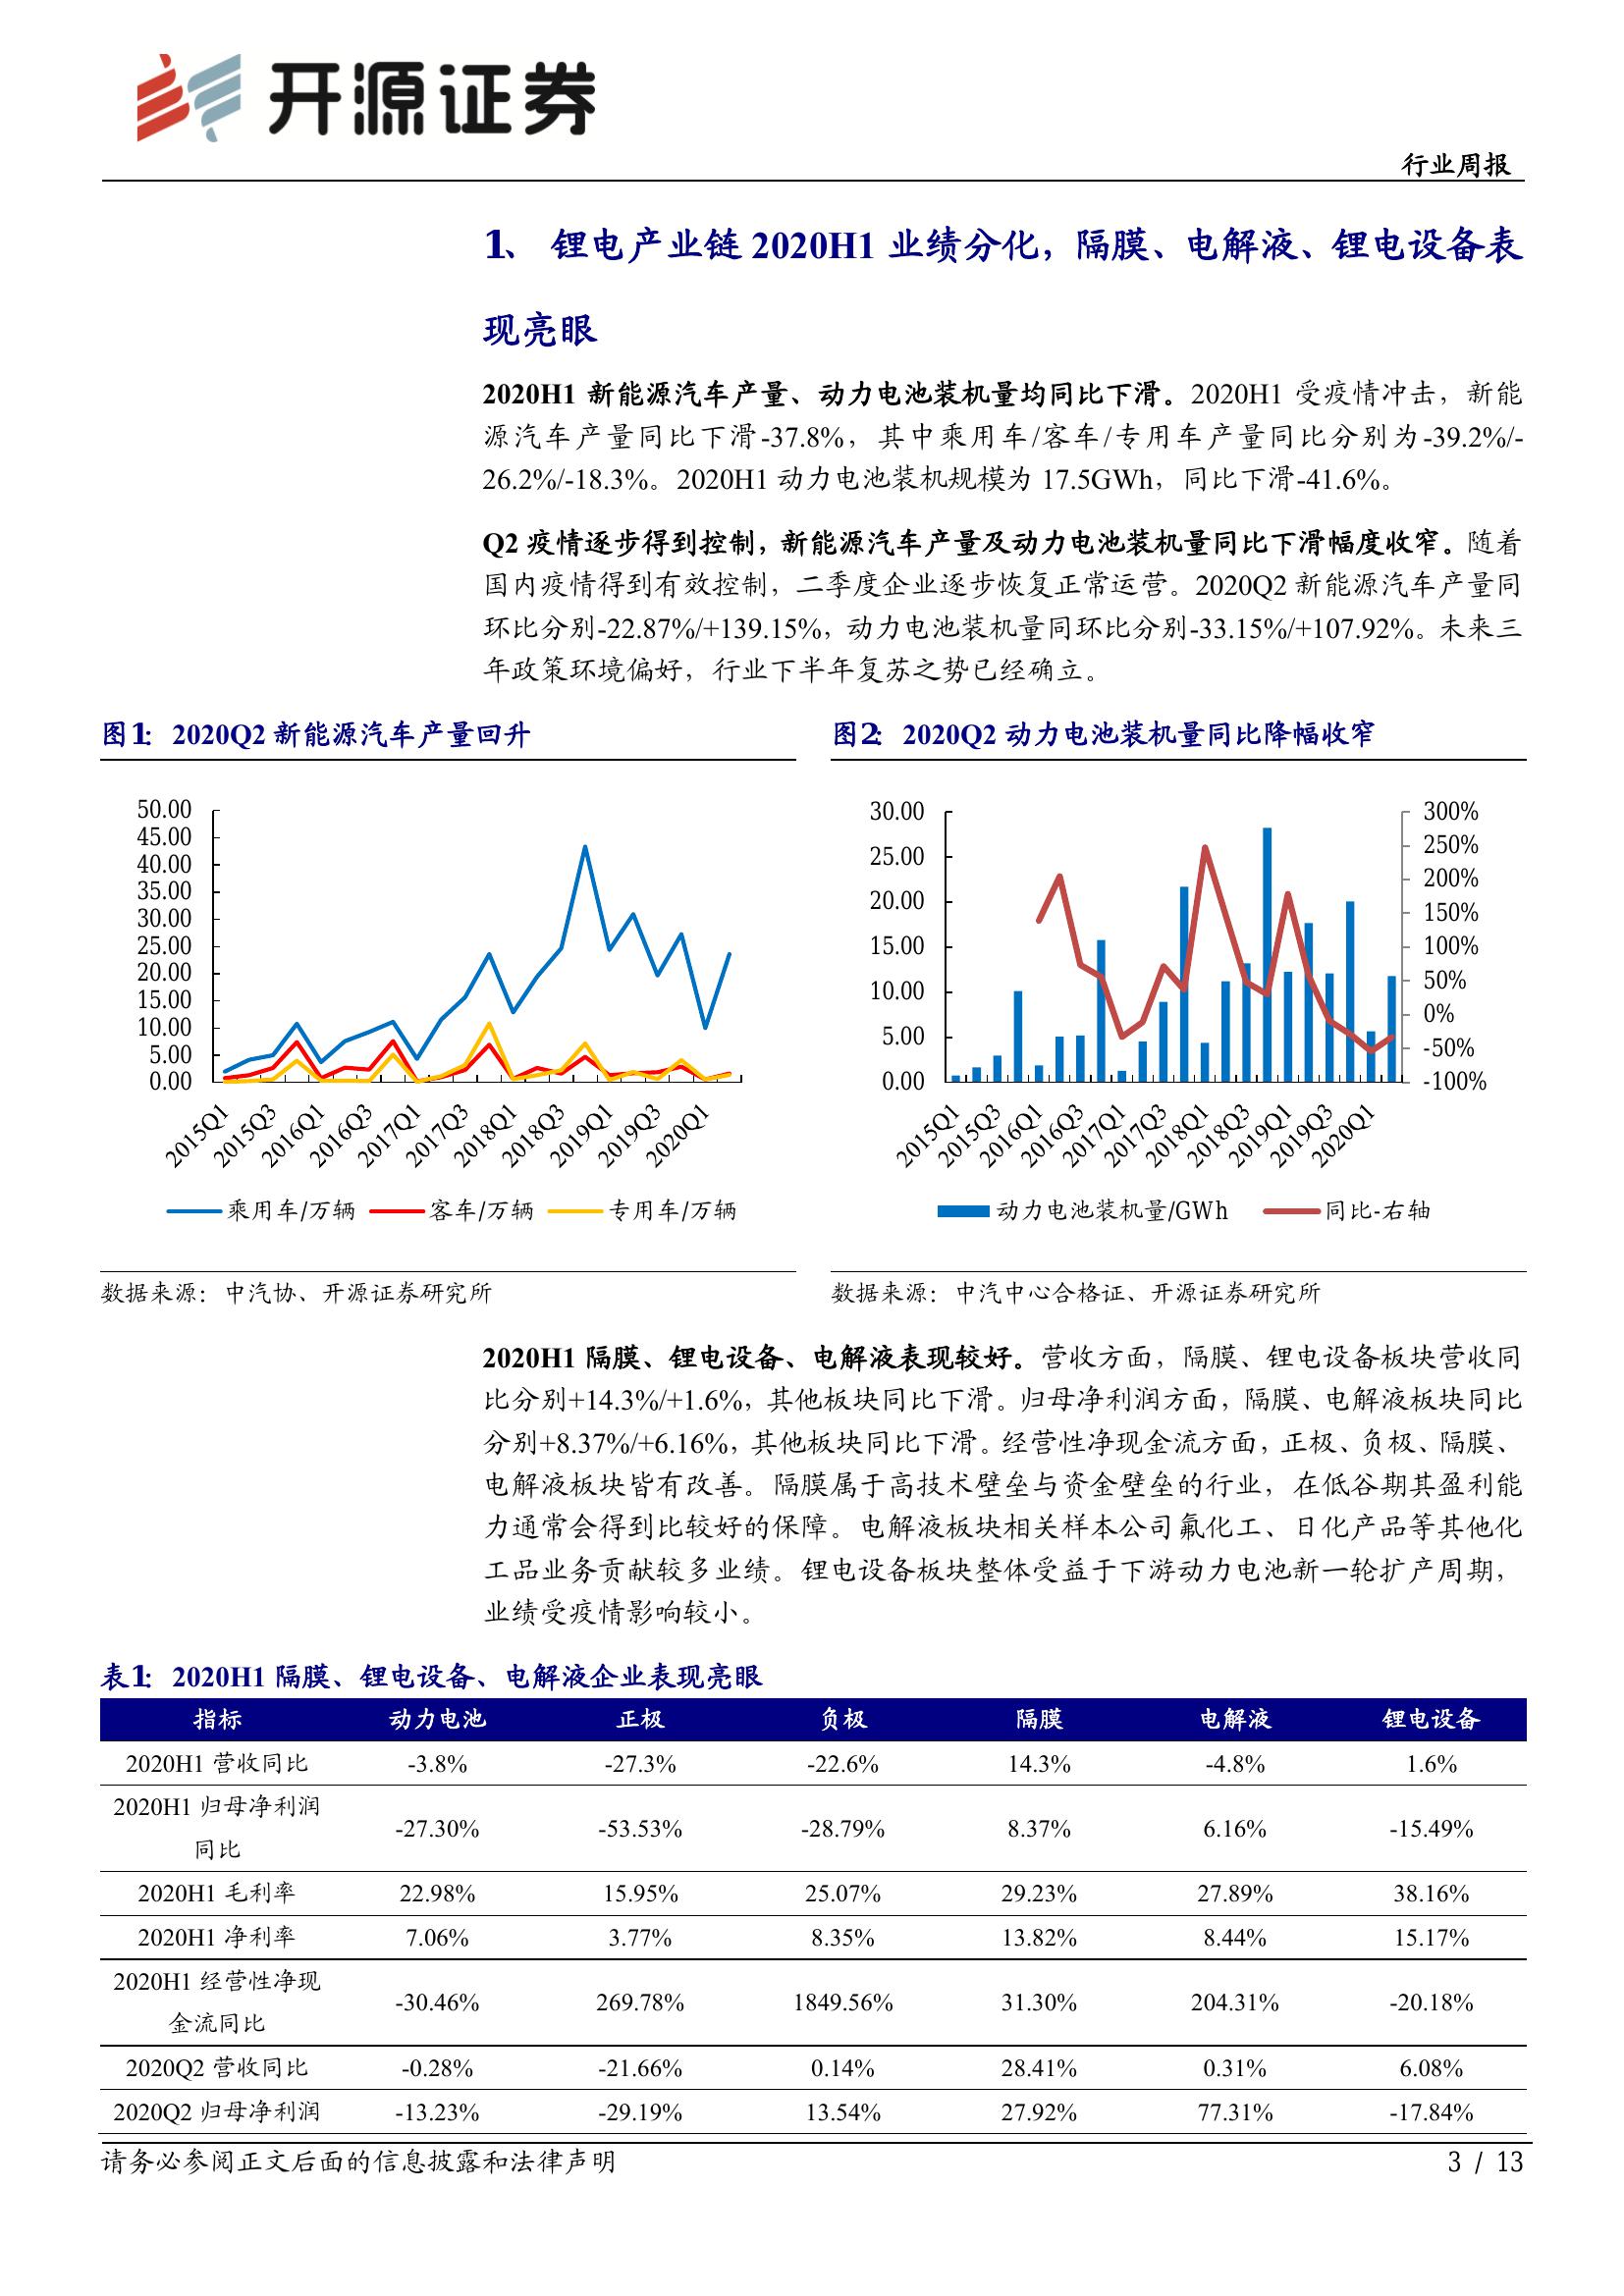 开源证券
行业周报
1、 锂电产业链 2020H1 业绩分化，隔膜、电解液、锂电设备表
现亮眼
2020H1 新能源汽车产量、动力电池装机量均同比下滑。2020H1 受疫情冲击，新能
源汽车产量同比下滑-37.8%，其中乘用车/客车/专用车产量同比分别为-39.2%/-
26.2%/-18.3%。2020H1 动力电池装机规模为 17.5GWh，同比下滑-41.6%。
Q2 疫情逐步得到控制，新能源汽车产量及动力电池装机量同比下滑幅度收窄。随着
国内疫情得到有效控制，二季度企业逐步恢复正常运营。2020Q2 新能源汽车产量同
环比分别-22.87%/+139.15%，动力电池装机量同环比分别-33.15%/+107.92%。未来三
年政策环境偏好，行业下半年复苏之势已经确立。
图1： 2020Q2 新能源汽车产量回升
50.00
45.00
40.00
35.00
30.00
25.00
20.00
15.00
10.00
5.00
0.00
2015Q1 2015Q3 2016Q1 2016Q3 2017Q1 2017Q3 2018Q1 2018Q3 2019Q1 2019Q3 2020Q1
乘用车/万辆 客车/万辆 专用车/万辆
数据来源：中汽协、开源证券研究所
图2： 2020Q2 动力电池装机量同比降幅收窄
30.00 300%
250%
25.00 200%
20.00 150%
15.00 100%
50%
10.00 0%
5.00 -50%
0.00 -100%
2015Q1 2015Q3 2016Q1 2016Q3 2017Q1 2017Q3 2018Q1 2018Q3 2019Q1 2019Q3 2020Q1
动力电池装机量/GWh 同比-右轴
数据来源：中汽中心合格证、开源证券研究所
2020H1 隔膜、锂电设备、电解液表现较好。营收方面，隔膜、锂电设备板块营收同
比分别+14.3%/+1.6%，其他板块同比下滑。归母净利润方面，隔膜、电解液板块同比
分别+8.37%/+6.16%，其他板块同比下滑。经营性净现金流方面，正极、负极、隔膜、
电解液板块皆有改善。隔膜属于高技术壁垒与资金壁垒的行业，在低谷期其盈利能
力通常会得到比较好的保障。电解液板块相关样本公司氟化工、日化产品等其他化
工品业务贡献较多业绩。锂电设备板块整体受益于下游动力电池新一轮扩产周期，
业绩受疫情影响较小。
表1： 2020H1 隔膜、锂电设备、电解液企业表现亮眼
指标 动力电池 正极 负极 隔膜 电解液 锂电设备
2020H1 营收同比 -3.8% -27.3% -22.6% 14.3% -4.8% 1.6%
2020H1 归母净利润
同比 -27.30% -53.53% -28.79% 8.37% 6.16% -15.49%
2020H1 毛利率 22.98% 15.95% 25.07% 29.23% 27.89% 38.16%
2020H1 净利率 7.06% 3.77% 8.35% 13.82% 8.44% 15.17%
2020H1 经营性净现
金流同比 -30.46% 269.78% 1849.56% 31.30% 204.31% -20.18%
2020Q2 营收同比 -0.28% -21.66% 0.14% 28.41% 0.31% 6.08%
2020Q2 归母净利润 -13.23% -29.19% 13.54% 27.92% 77.31% -17.84%
请务必参阅正文后面的信息披露和法律声明 3 / 13